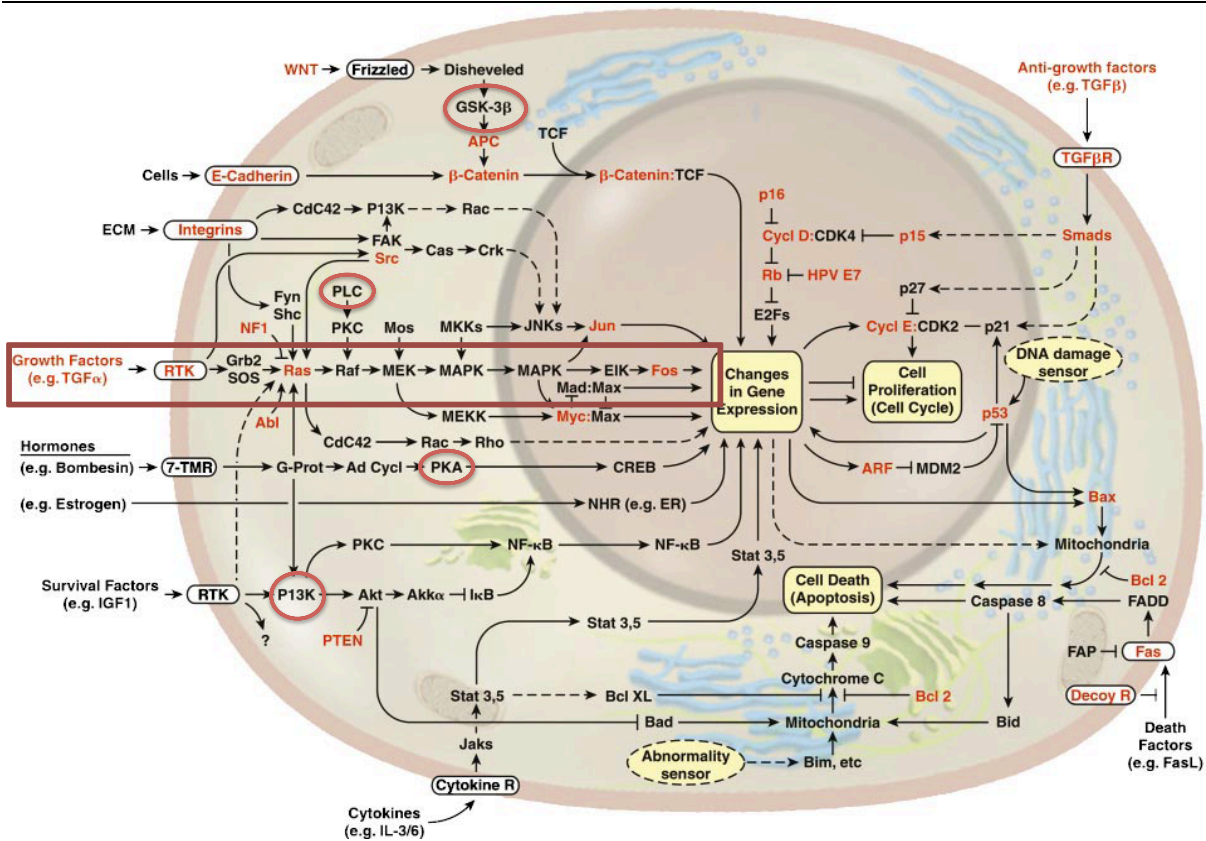 WNT
Frizzled
Disheveled
GSK-3β
APC
TCF
Cells
E-Cadherin
β-Catenin
β-Catenin:TCF
ECM
Integrins
CdC42
P13K
Rac
FAK
Src
Cas
Crk
PLC
Fyn
Shc
NF1
PKC
Mos
MKKs
JNKs
Jun
Growth Factors
(e.g. TGFα)
RTK
Grb2
SOS
Ras
Raf
MEK
MAPK
MAPK
ElK
Fos
Mad:Max
Abl
MEKK
Myc:Max
CdC42
Rac
Rho
Hormones
(e.g. Bombesin)
7-TMR
G-Prot
Ad Cycl
PKA
CREB
(e.g. Estrogen)
NHR (e.g. ER)
PKC
NF-κB
NF-κB
Stat 3,5
Survival Factors
(e.g. IGF1)
RTK
P13K
Akt
Akkα
IκB
?
PTEN
Stat 3,5
Stat 3,5
Bcl XL
Jaks
Cytokine R
Cytokines
(e.g. IL-3/6)
Bad
Mitochondria
Abnormality
sensor
Bim, etc
Cytochrome C
Caspase 9
Cell Death
(Apoptosis)
Bcl 2
Bid
Caspase 8
FADD
FAP
Fas
Decoy R
Death
Factors
(e.g. FasL)
Bcl 2
Mitochondria
Bax
Changes
in Gene
Expression
Cell
Proliferation
(Cell Cycle)
ARF
MDM2
p53
DNA damage
sensor
Cycl E:CDK2
p21
p27
E2Fs
Rb
HPV E7
Cycl D:CDK4
p15
p16
Smads
TGFβR
Anti-growth factors
(e.g. TGFβ)